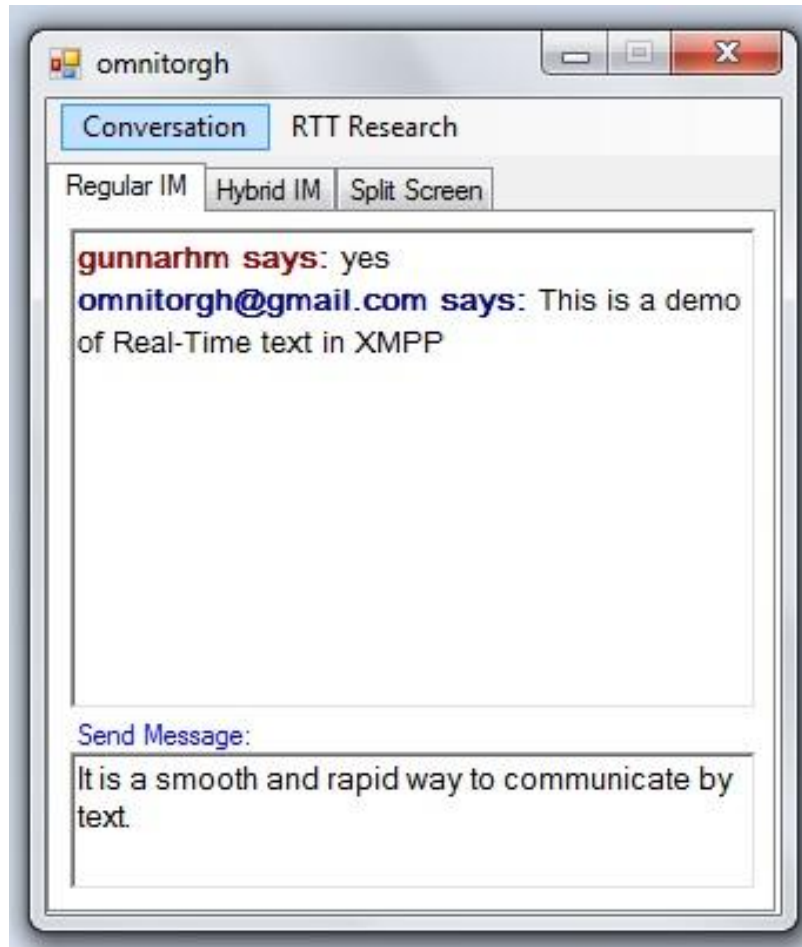 omnitorgh
Conversation RTT Research
Regular IM Hybrid IM Split Screen
gunnarhm says: yes
omnitorgh@gmail.com says: This is a demo
of Real-Time text in XMPP
Send Message:
It is a smooth and rapid way to communicate by
text.